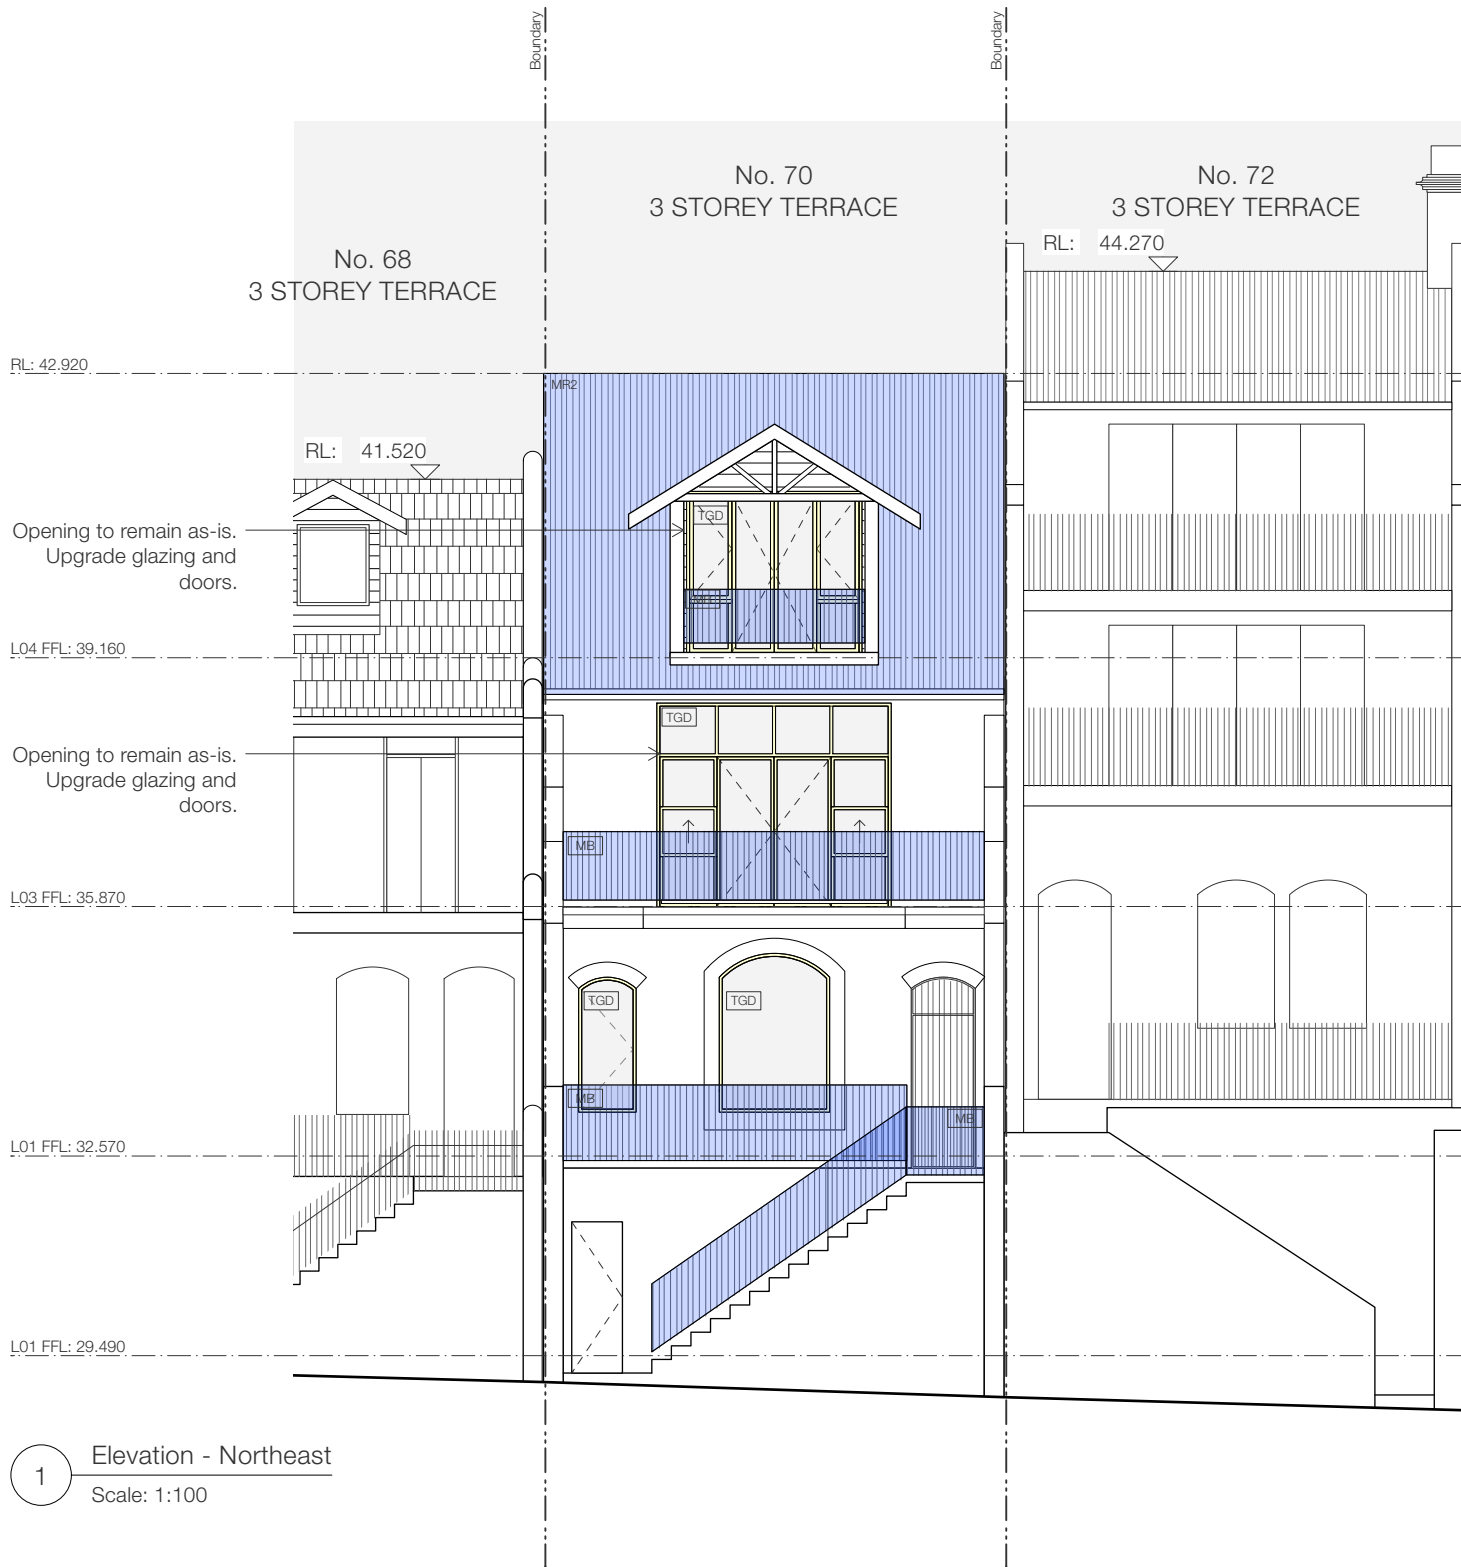 Boundary
Boundary
No. 70
3 STOREY TERRACE
No. 72
3 STOREY TERRACE
No. 68
3 STOREY TERRACE
RL: 44.270
RL: 42.920
MR2
RL: 41.520
Opening to remain as-is.
Upgrade glazing and
doors.
TGD
L04 FFL: 39.160
TGD
Opening to remain as-is.
Upgrade glazing and
doors.
MB
L03 FFL: 35.870
TGD
TGD
MB
MB
L01 FFL: 32.570
L01 FFL: 29.490
1
Elevation - Northeast
Scale: 1:100